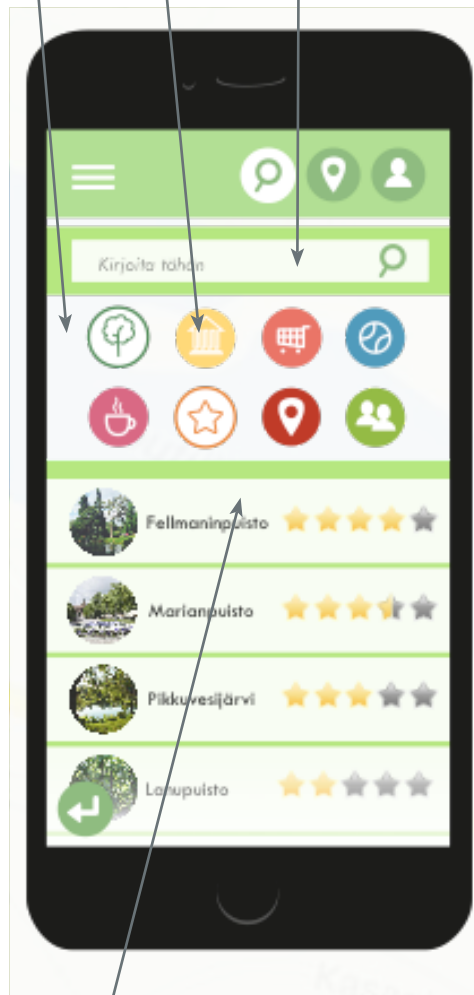 Kirjoita tähän
Fellmaninpuisto
Marianpuisto
Pikkuvesijärvi
Lanupuisto